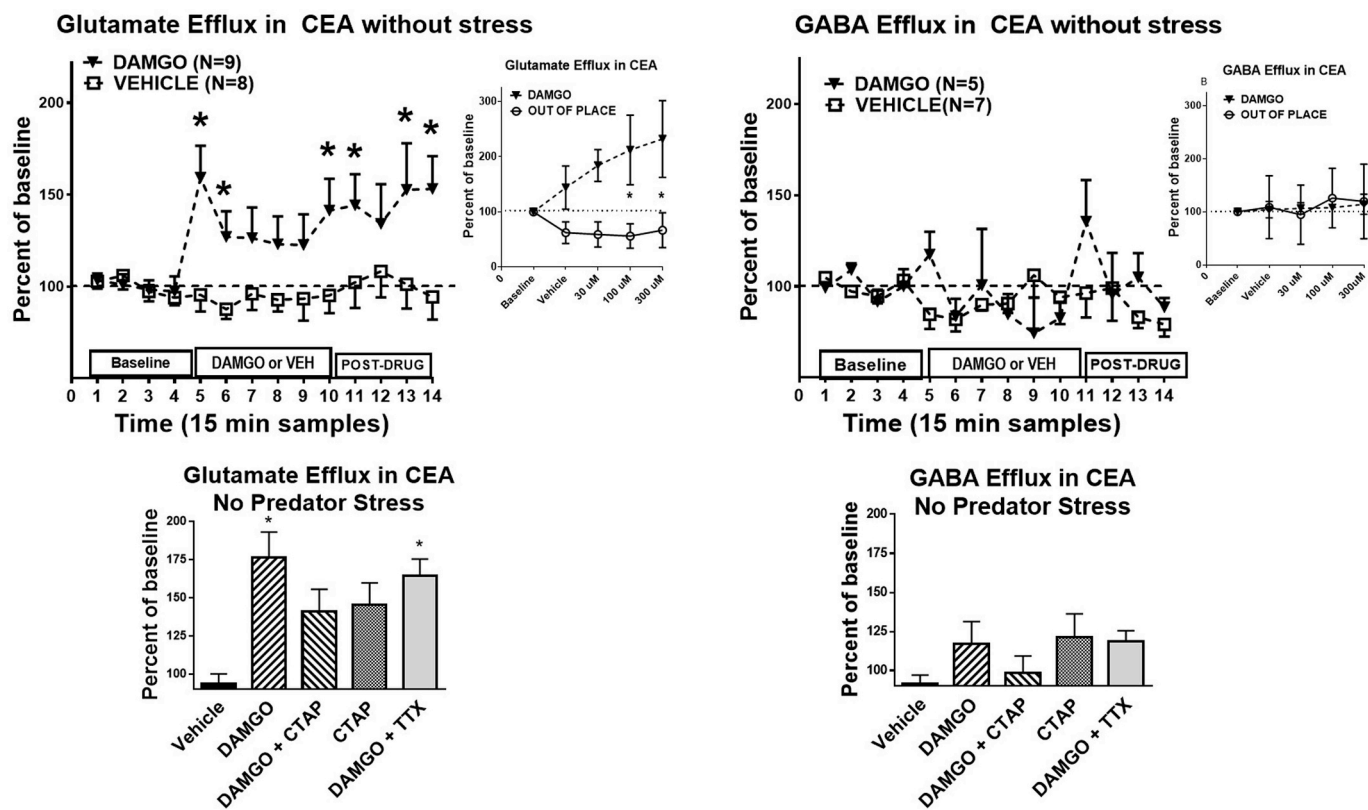 Glutamate Efflux in CEA without stress
DAMGO (N=9)
VEHICLE (N=8)
Percent of baseline
200
150
100
Baseline
DAMGO or VEH
POST-DRUG
0 1 2 3 4 5 6 7 8 9 10 11 12 13 14
Time (15 min samples)
* * * * * *
Glutamate Efflux in CEA
DAMGO
OUT OF PLACE
Percent of baseline
300
200
100
0
* *
0 Baseline Vehicle 30 uM 100 uM 300 uM
GABA Efflux in CEA without stress
DAMGO (N=5)
VEHICLE(N=7)
Percent of baseline
200
150
100
Baseline
DAMGO or VEH
POST-DRUG
0 1 2 3 4 5 6 7 8 9 10 11 12 13 14
Time (15 min samples)
B
GABA Efflux in CEA
DAMGO
OUT OF PLACE
Percent of baseline
300
200
100
0
0 Baseline Vehicle 30 uM 100 uM 300uM
Glutamate Efflux in CEA
No Predator Stress
Percent of baseline
200
175
150
125
100
* *
Vehicle
DAMGO
DAMGO + CTAP
CTAP
DAMGO + TTX
GABA Efflux in CEA
No Predator Stress
Percent of baseline
200
175
150
125
100
Vehicle
DAMGO
DAMGO + CTAP
CTAP
DAMGO + TTX